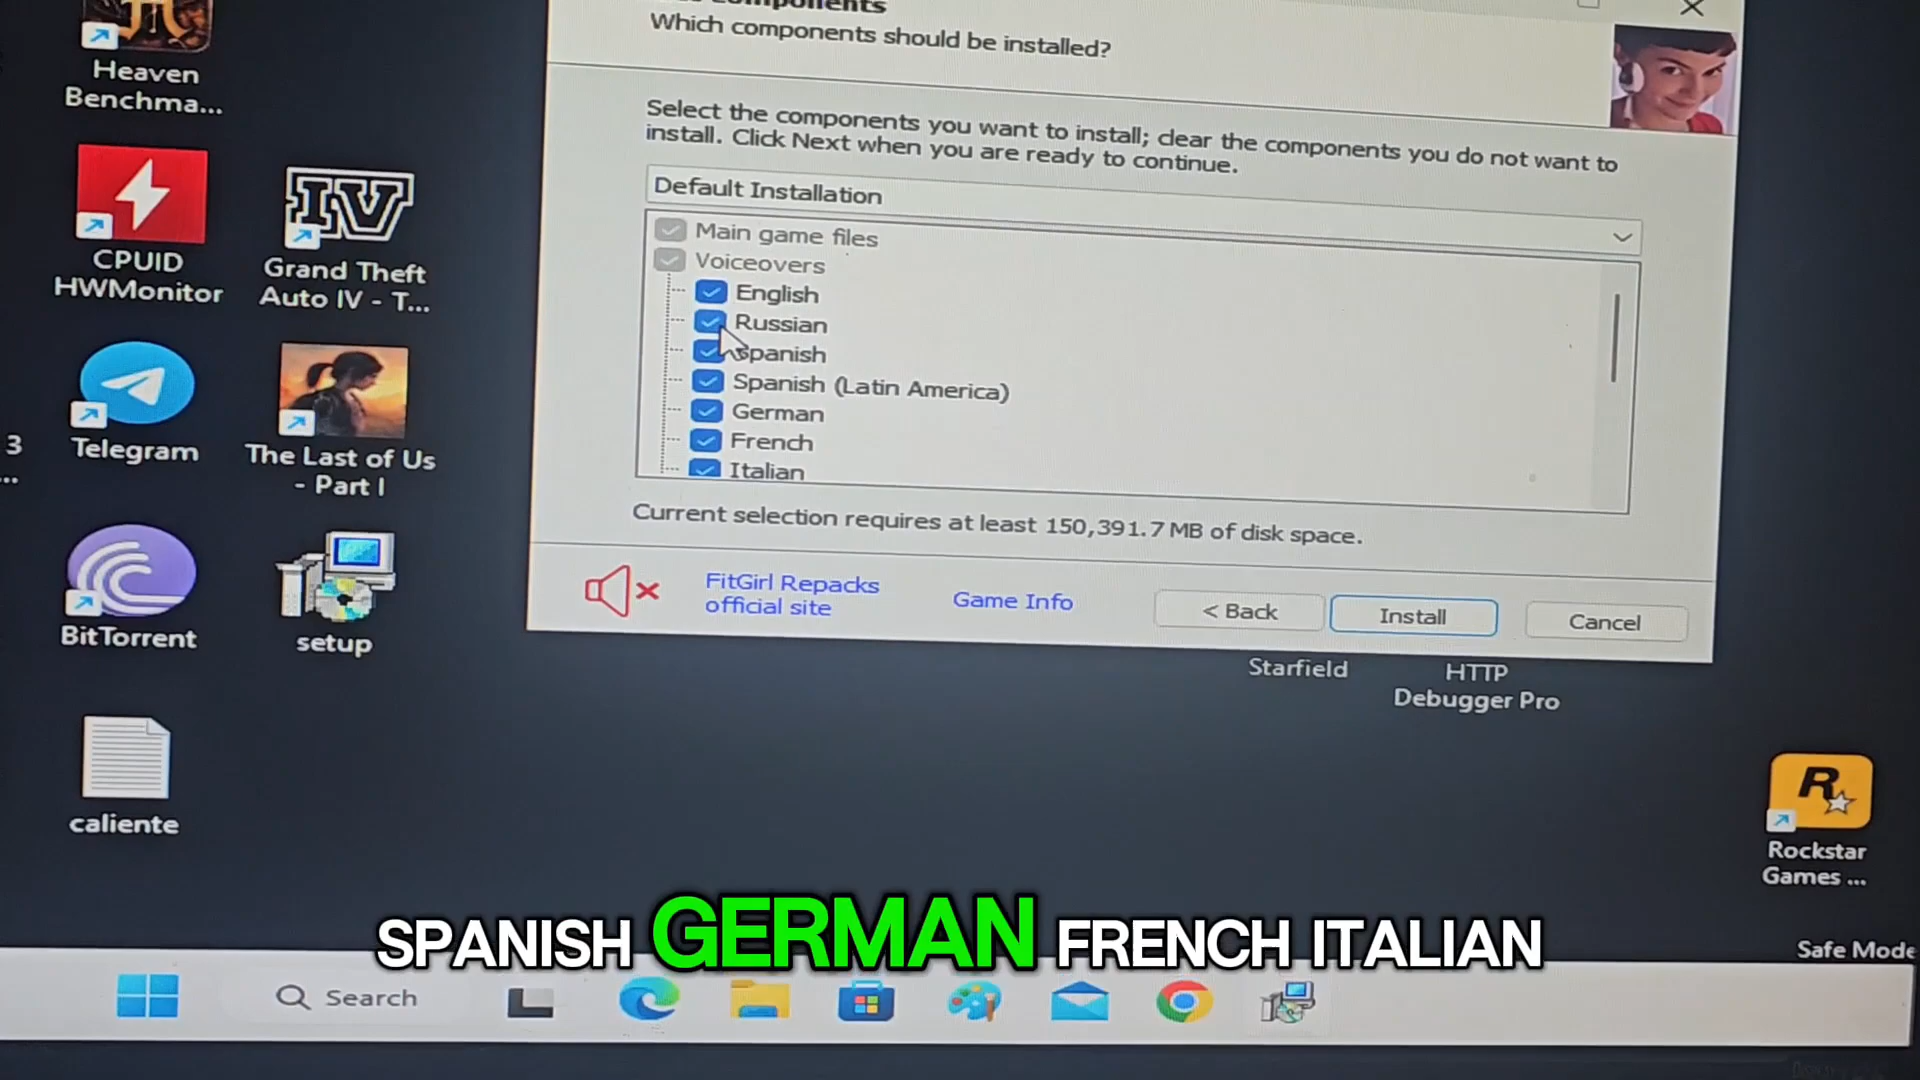 Which components should be installed?
Select the components you want to install; clear the components you do not want to
install. Click Next when you are ready to continue.
Default Installation
Main game files
Voiceovers
English
Russian
Spanish
Spanish (Latin America)
German
French
Italian
Current selection requires at least 150,391.7 MB of disk space.
FitGirl Repacks
official site
Game Info
< Back
Install
Cancel
Heaven
Benchma...
CPUID
HWMonitor
IV
Grand Theft
Auto IV - T...
3
...
Telegram
The Last of Us
- Part I
BitTorrent
setup
caliente
Starfield
HTTP
Debugger Pro
R
Rockstar
Games ...
SPANISH GERMAN FRENCH ITALIAN
Safe Mode
Search